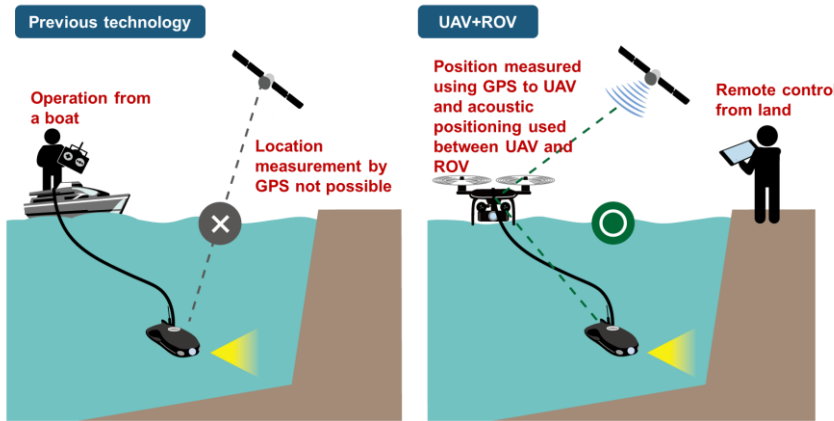 Previous technology
Operation from
a boat
Location
measurement by
GPS not possible
UAV+ROV
Position measured
using GPS to UAV
and acoustic
positioning used
between UAV and
ROV
Remote control
from land